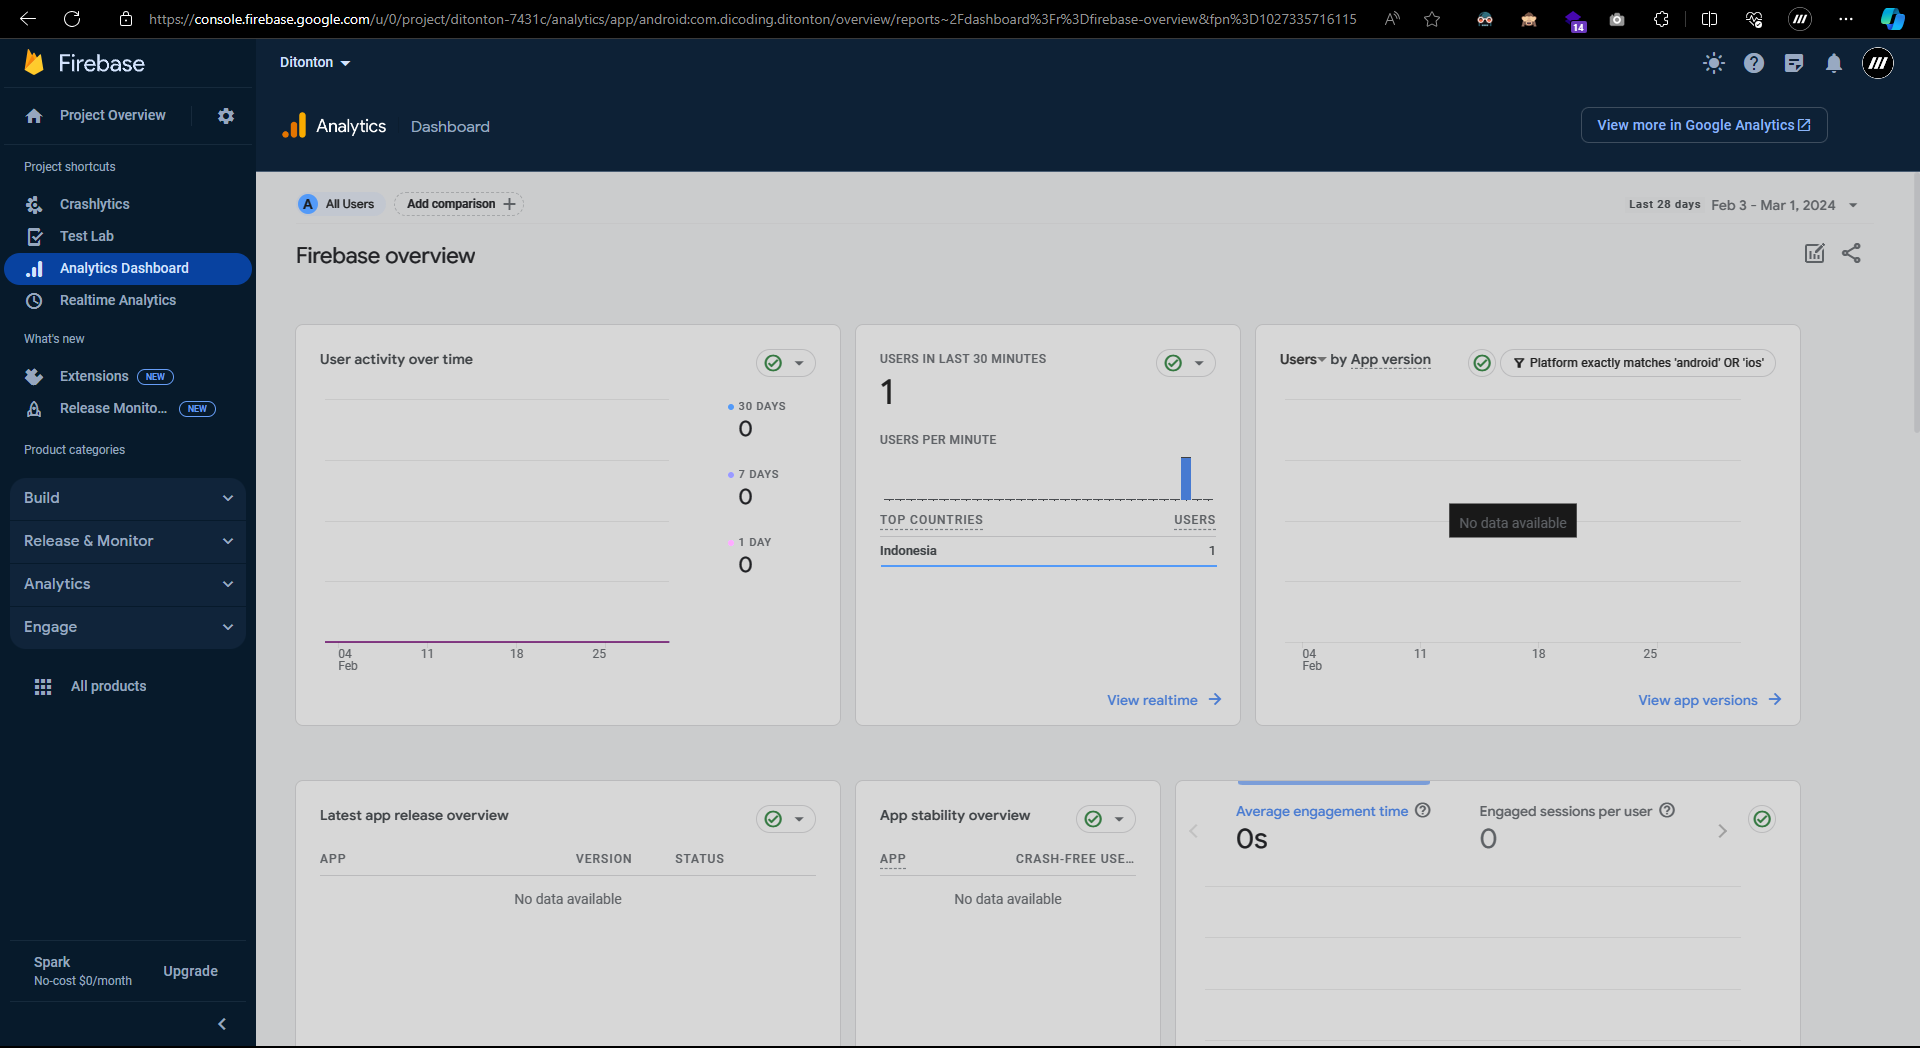 https://console.firebase.google.com/u/0/project/ditonton-7431c/analytics/app/android:com.dicoding.ditonton/overview/reports~2Fdashboard%3Fr%3Dfirebase-overview&fpn%3D1027335716115
14
Firebase
Ditonton
Project Overview
Analytics
Dashboard
View more in Google Analytics
Project shortcuts
Crashlytics
Test Lab
Analytics Dashboard
Realtime Analytics
What's new
Extensions NEW
Release Monito... NEW
Product categories
Build
Release & Monitor
Analytics
Engage
All products
Spark
No-cost $0/month
Upgrade
A All Users
Add comparison
Last 28 days Feb 3 - Mar 1, 2024
Firebase overview
User activity over time
30 DAYS
0
7 DAYS
0
1 DAY
0
04 Feb 11 18 25
USERS IN LAST 30 MINUTES
1
USERS PER MINUTE
TOP COUNTRIES USERS
Indonesia 1
View realtime
Users by App version
Platform exactly matches 'android' OR 'ios'
No data available
04 Feb 11 18 25
View app versions
Latest app release overview
APP VERSION STATUS
No data available
App stability overview
APP CRASH-FREE USE...
No data available
Average engagement time
0s
Engaged sessions per user
0